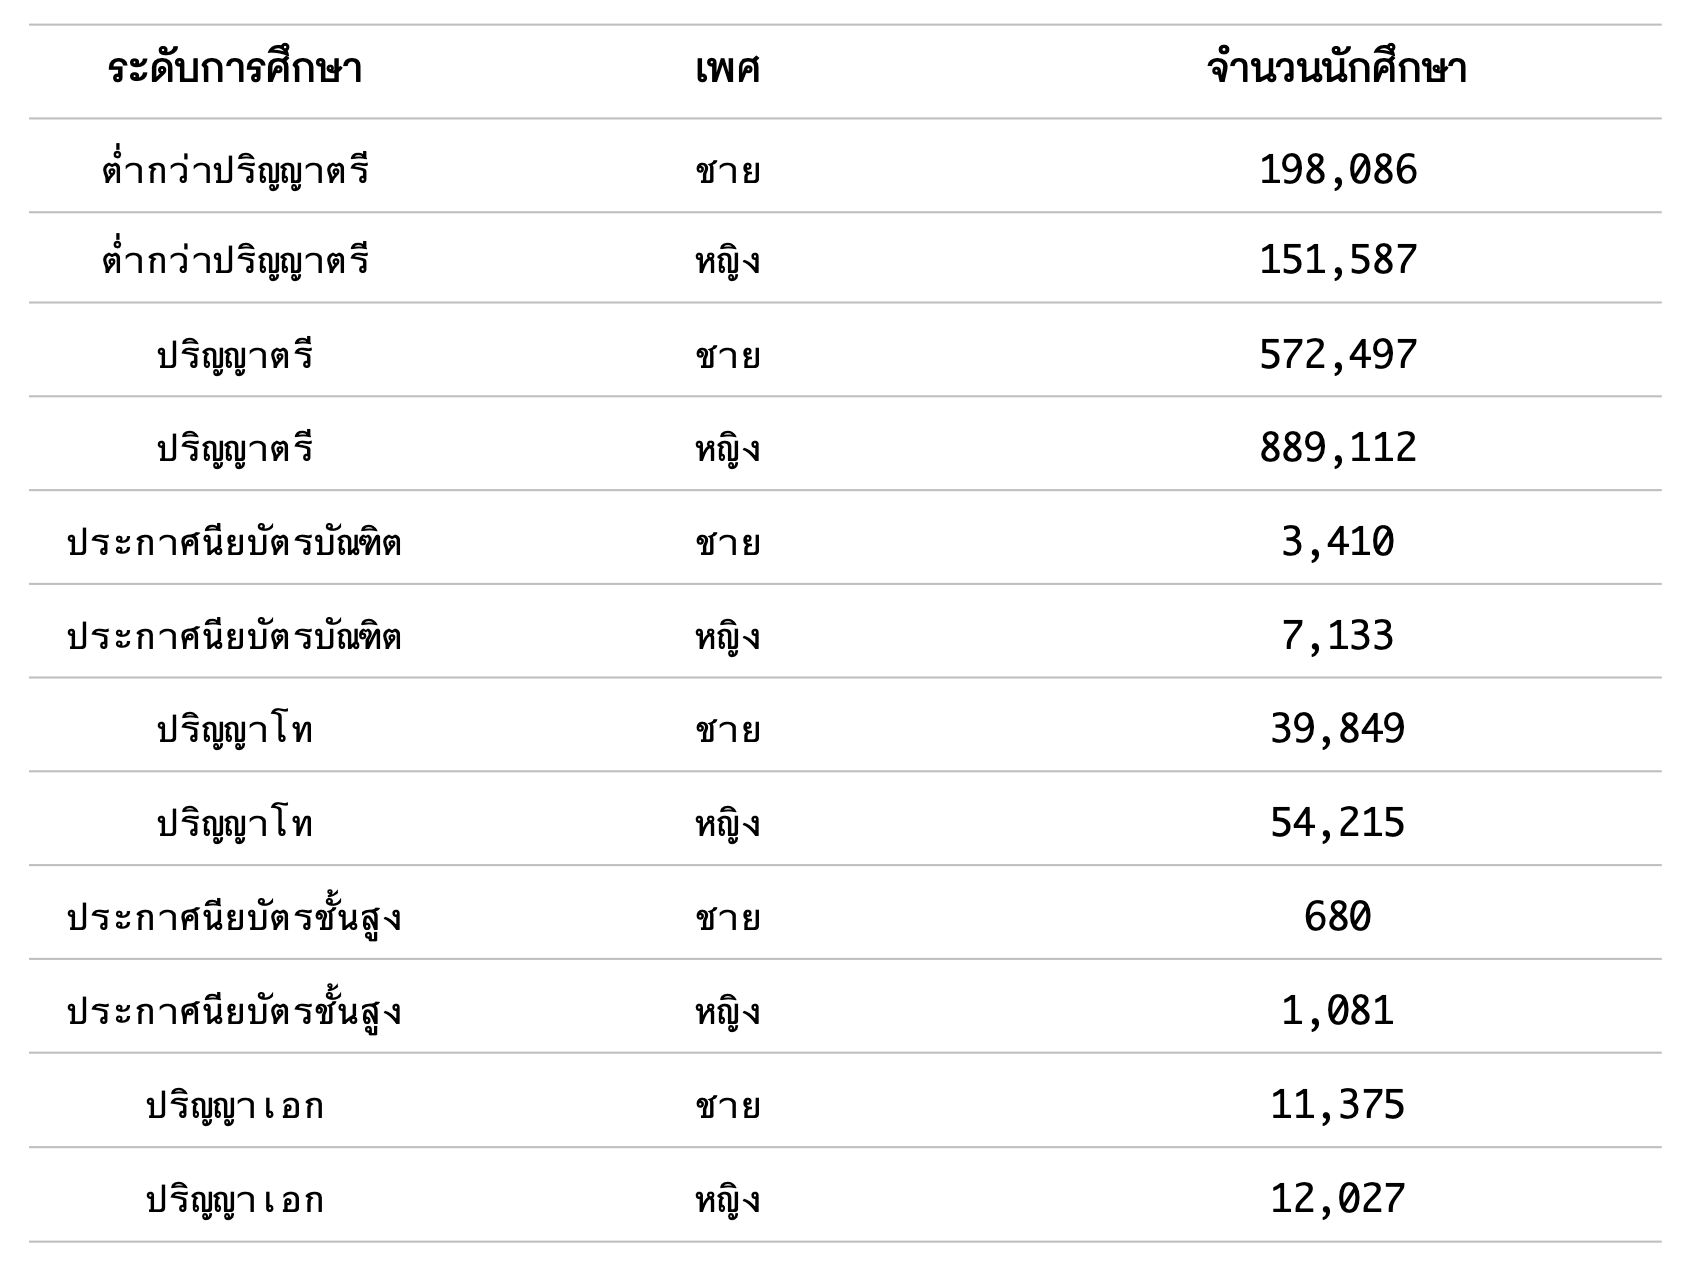 ระดับการศึกษา เพศ จำนวนนักศึกษา
ต่ำกว่าปริญญาตรี ชาย 198,086
ต่ำกว่าปริญญาตรี หญิง 151,587
ปริญญาตรี ชาย 572,497
ปริญญาตรี หญิง 889,112
ประกาศนียบัตรบัณฑิต ชาย 3,410
ประกาศนียบัตรบัณฑิต หญิง 7,133
ปริญญาโท ชาย 39,849
ปริญญาโท หญิง 54,215
ประกาศนียบัตรชั้นสูง ชาย 680
ประกาศนียบัตรชั้นสูง หญิง 1,081
ปริญญาเอก ชาย 11,375
ปริญญาเอก หญิง 12,027